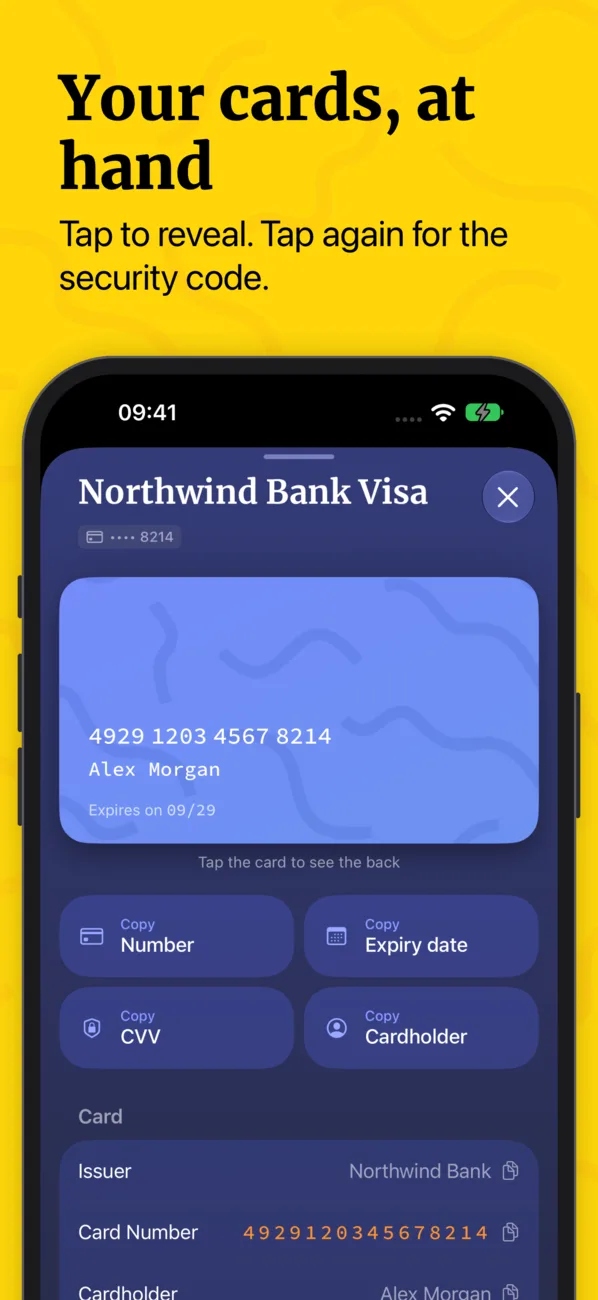 Your cards, at
hand
Tap to reveal. Tap again for the
security code.
09:41
Northwind Bank Visa
•••• 8214
4929 1203 4567 8214
Alex Morgan
Expires on 09/29
Tap the card to see the back
Copy
Number
Copy
Expiry date
Copy
CVV
Copy
Cardholder
Card
Issuer Northwind Bank
Card Number 4929120345678214
Cardholder Alex Morgan